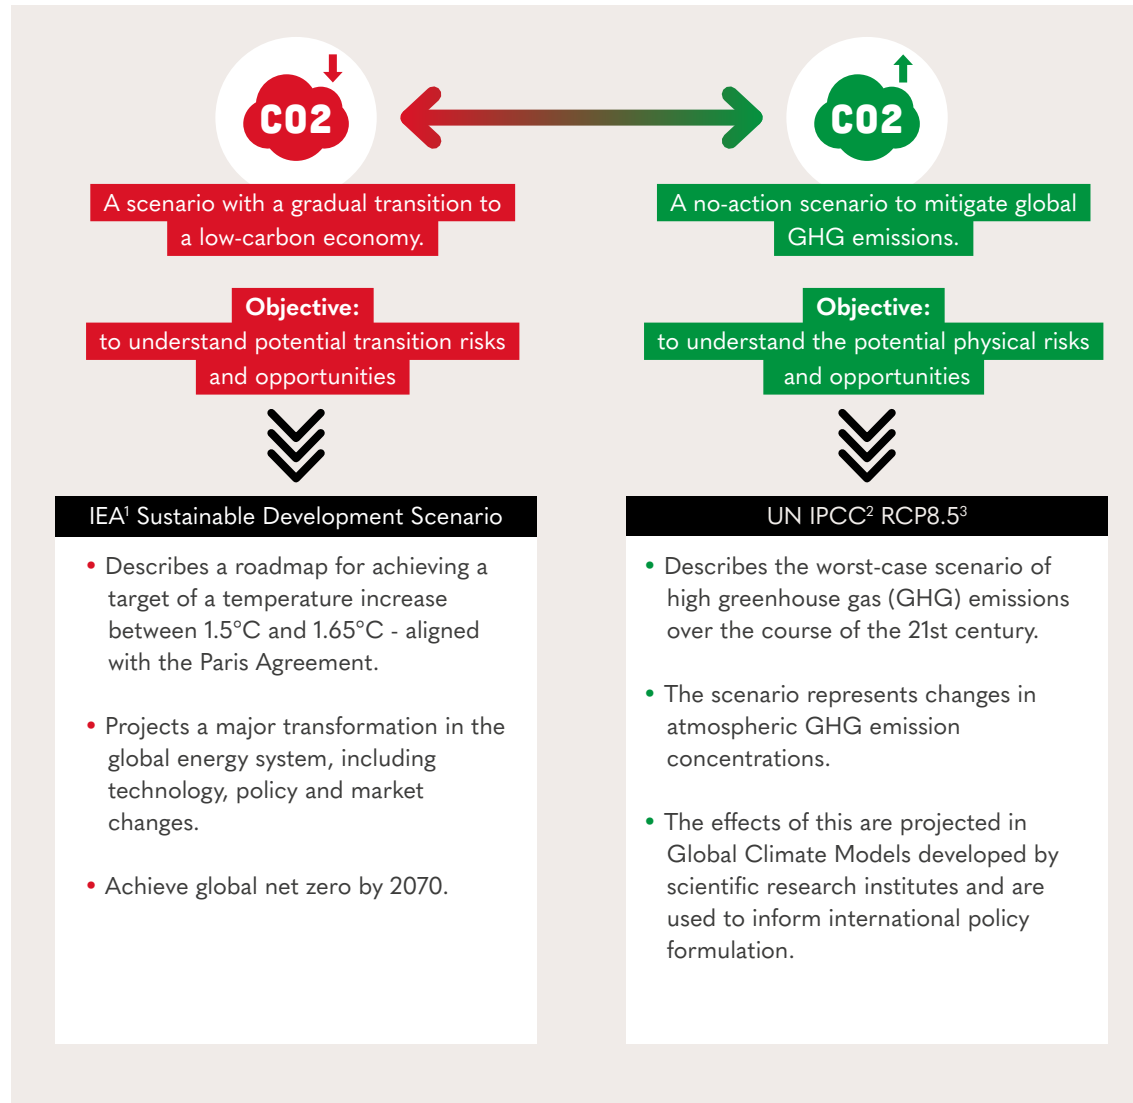 CO2
A scenario with a gradual transition to
a low-carbon economy.
Objective:
to understand potential transition risks
and opportunities
IEA¹ Sustainable Development Scenario
• Describes a roadmap for achieving a
target of a temperature increase
between 1.5°C and 1.65°C - aligned
with the Paris Agreement.
• Projects a major transformation in the
global energy system, including
technology, policy and market
changes.
• Achieve global net zero by 2070.
CO2
A no-action scenario to mitigate global
GHG emissions.
Objective:
to understand the potential physical risks
and opportunities
UN IPCC² RCP8.5³
• Describes the worst-case scenario of
high greenhouse gas (GHG) emissions
over the course of the 21st century.
• The scenario represents changes in
atmospheric GHG emission
concentrations.
• The effects of this are projected in
Global Climate Models developed by
scientific research institutes and are
used to inform international policy
formulation.